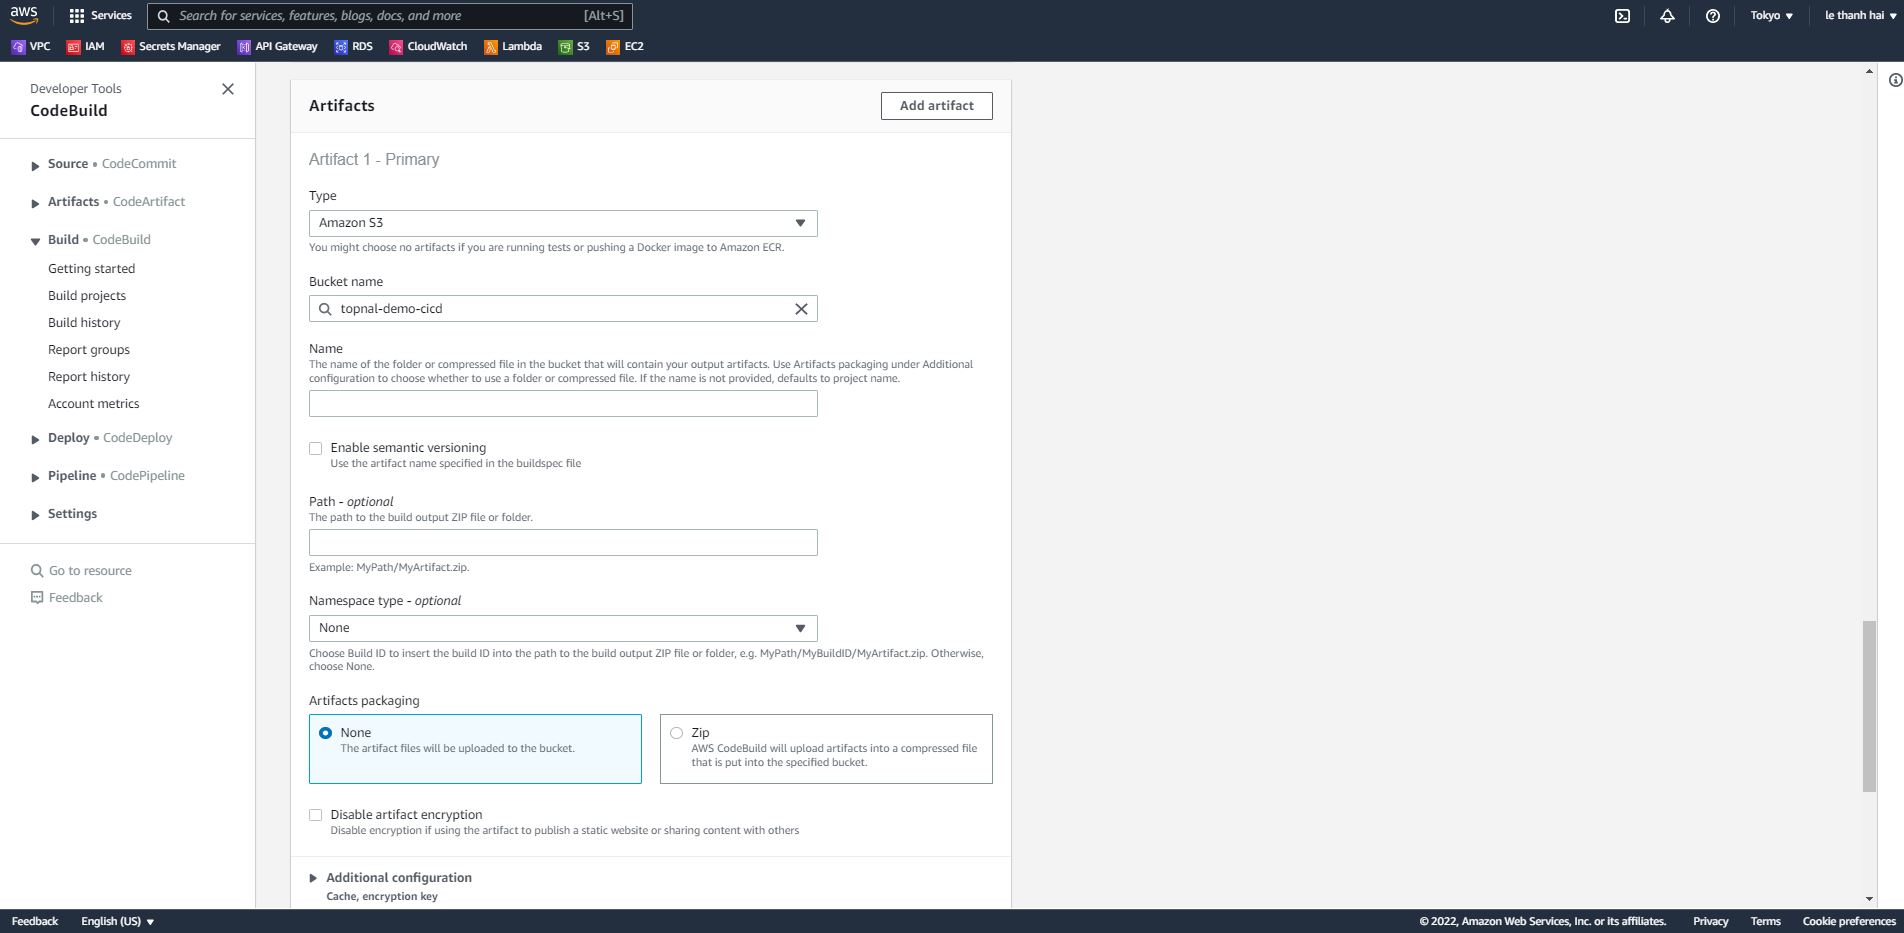 aws
Services
Search for services, features, blogs, docs, and more
[Alt+S]
Tokyo ▼
le thanh hai ▼
VPC
IAM
Secrets Manager
API Gateway
RDS
CloudWatch
Lambda
S3
EC2
Developer Tools
CodeBuild
Source • CodeCommit
Artifacts • CodeArtifact
Build • CodeBuild
Getting started
Build projects
Build history
Report groups
Report history
Account metrics
Deploy • CodeDeploy
Pipeline • CodePipeline
Settings
Go to resource
Feedback
Artifacts
Add artifact
Artifact 1 - Primary
Type
Amazon S3
You might choose no artifacts if you are running tests or pushing a Docker image to Amazon ECR.
Bucket name
topnal-demo-cicd
Name
The name of the folder or compressed file in the bucket that will contain your output artifacts. Use Artifacts packaging under Additional
configuration to choose whether to use a folder or compressed file. If the name is not provided, defaults to project name.
Enable semantic versioning
Use the artifact name specified in the buildspec file
Path - optional
The path to the build output ZIP file or folder.
Example: MyPath/MyArtifact.zip.
Namespace type - optional
None
Choose Build ID to insert the build ID into the path to the build output ZIP file or folder, e.g. MyPath/MyBuildID/MyArtifact.zip. Otherwise,
choose None.
Artifacts packaging
None
The artifact files will be uploaded to the bucket.
Zip
AWS CodeBuild will upload artifacts into a compressed file
that is put into the specified bucket.
Disable artifact encryption
Disable encryption if using the artifact to publish a static website or sharing content with others
Additional configuration
Cache, encryption key
Feedback
English (US) ▼
© 2022, Amazon Web Services, Inc. or its affiliates.
Privacy
Terms
Cookie preferences